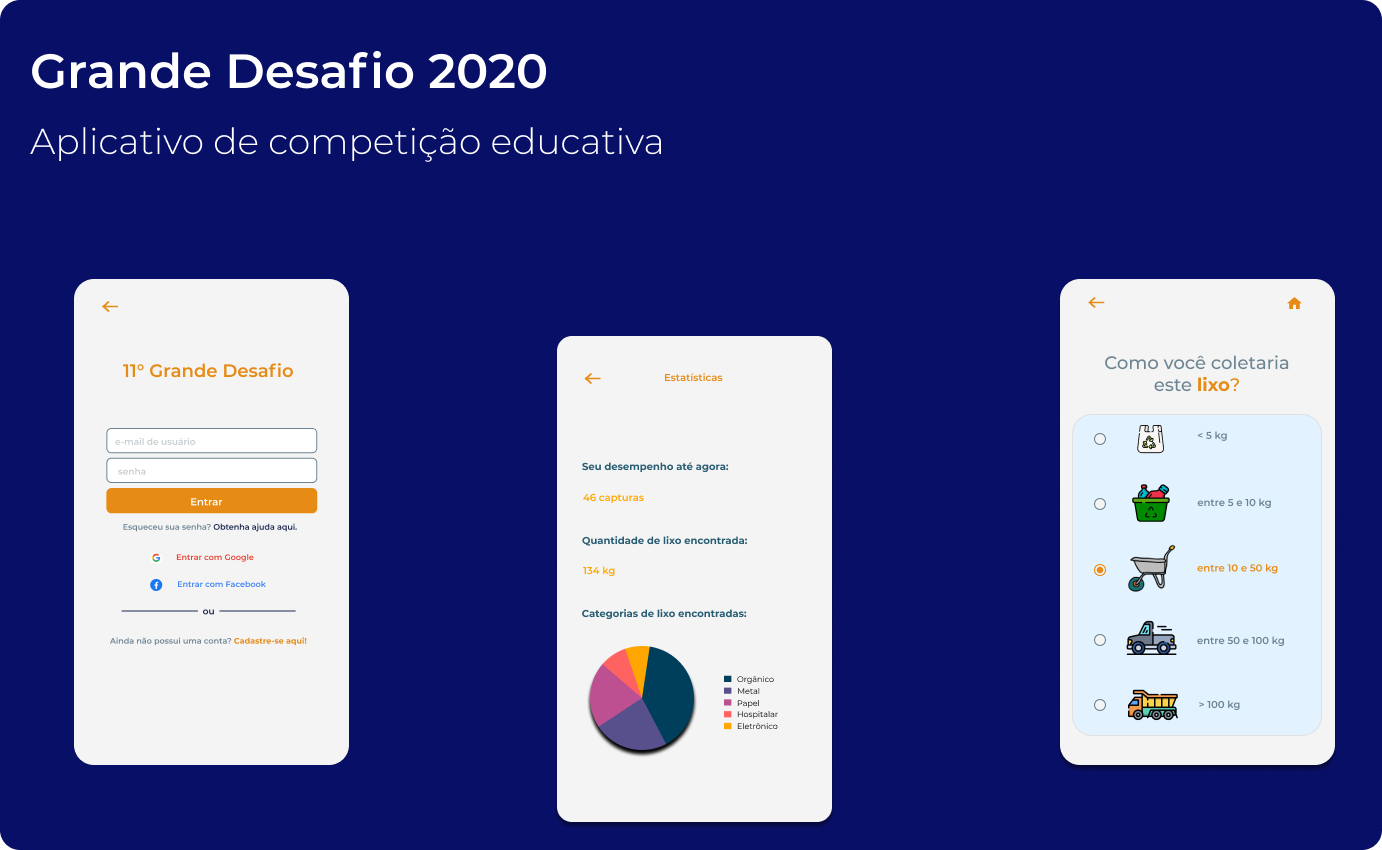 Grande Desafio 2020
Aplicativo de competição educativa
11° Grande Desafio
e-mail de usuário
senha
Entrar
Esqueceu sua senha? Obtenha ajuda aqui.
Entrar com Google
Entrar com Facebook
ou
Ainda não possui uma conta? Cadastre-se aqui!
Estatísticas
Seu desempenho até agora:
46 capturas
Quantidade de lixo encontrada:
134 kg
Categorias de lixo encontradas:
Orgânico
Metal
Papel
Hospitalar
Eletrônico
Como você coletaria
este lixo?
< 5 kg
entre 5 e 10 kg
entre 10 e 50 kg
entre 50 e 100 kg
> 100 kg